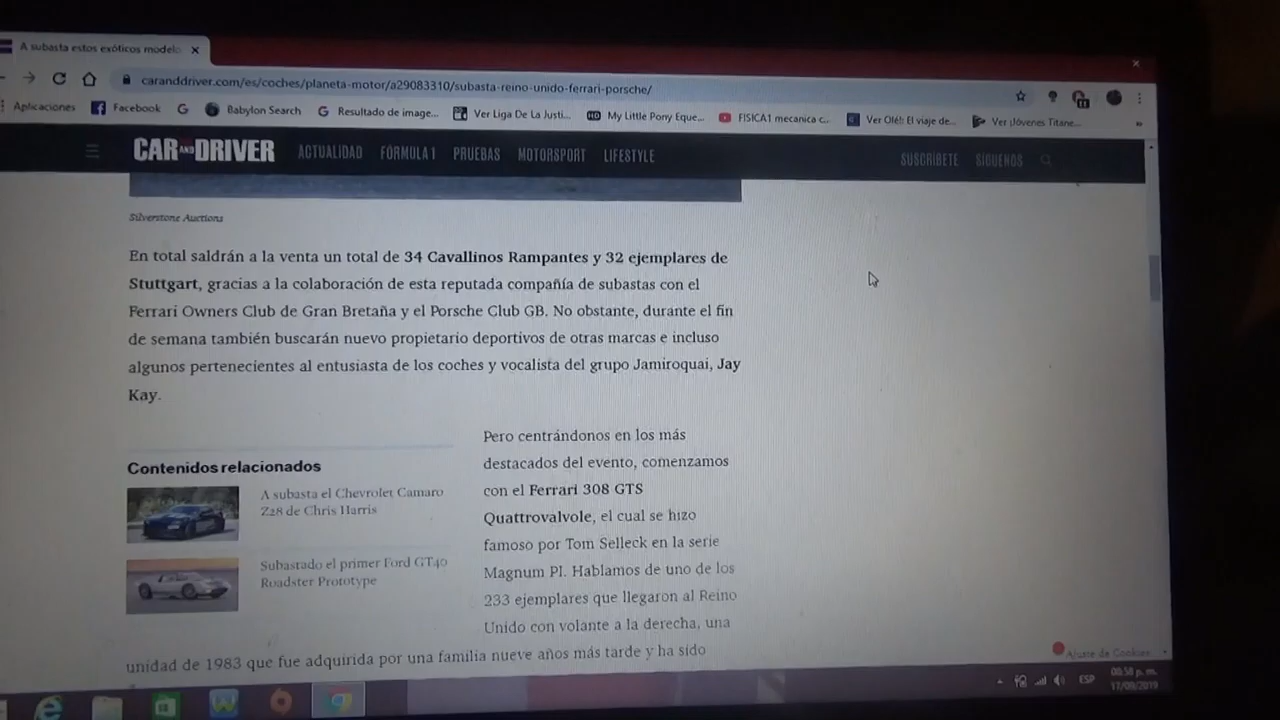 A subasta estos exóticos modelo
caranddriver.com/es/coches/planeta-motor/a29083310/subasta-reino-unido-ferrari-porsche/
Aplicaciones
Facebook
Babylon Search
Resultado de image...
Ver Liga De La Justi...
My Little Pony Eque...
FISICA1 mecanica c...
Ver Olé!: El viaje de...
Ver ¡Jóvenes Titane...
CAR AND DRIVER
ACTUALIDAD
FÓRMULA 1
PRUEBAS
MOTORSPORT
LIFESTYLE
SUSCRÍBETE
SÍGUENOS
Silverstone Auctions
En total saldrán a la venta un total de 34 Cavallinos Rampantes y 32 ejemplares de
Stuttgart, gracias a la colaboración de esta reputada compañía de subastas con el
Ferrari Owners Club de Gran Bretaña y el Porsche Club GB. No obstante, durante el fin
de semana también buscarán nuevo propietario deportivos de otras marcas e incluso
algunos pertenecientes al entusiasta de los coches y vocalista del grupo Jamiroquai, Jay
Kay.
Contenidos relacionados
A subasta el Chevrolet Camaro
Z28 de Chris Harris
Subastado el primer Ford GT40
Roadster Prototype
Pero centrándonos en los más
destacados del evento, comenzamos
con el Ferrari 308 GTS
Quattrovalvole, el cual se hizo
famoso por Tom Selleck en la serie
Magnum PI. Hablamos de uno de los
233 ejemplares que llegaron al Reino
Unido con volante a la derecha, una
unidad de 1983 que fue adquirida por una familia nueve años más tarde y ha sido
Ajuste de Cookies
ESP
08:58 p. m.
17/09/2019